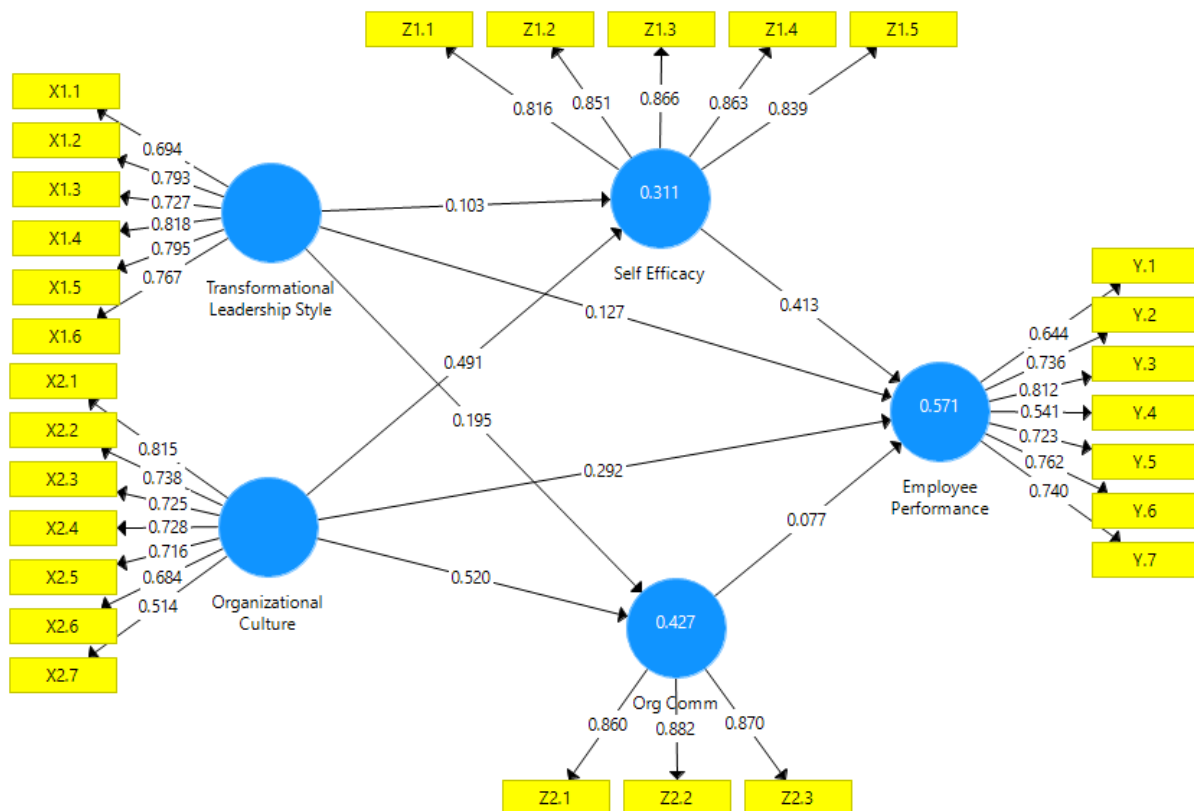 Z1.1
Z1.2
Z1.3
Z1.4
Z1.5
0.816
0.851
0.866
0.863
0.839
X1.1
X1.2
X1.3
X1.4
X1.5
X1.6
0.694
0.793
0.727
0.818
0.795
0.767
Transformational
Leadership Style
0.103
0.311
Self Efficacy
0.127
0.491
0.195
0.413
X2.1
X2.2
X2.3
X2.4
X2.5
X2.6
X2.7
0.815
0.738
0.725
0.728
0.716
0.684
0.514
Organizational
Culture
0.292
0.520
0.077
0.571
Employee
Performance
0.644
0.736
0.812
0.541
0.723
0.762
0.740
Y.1
Y.2
Y.3
Y.4
Y.5
Y.6
Y.7
0.427
Org Comm
0.860
0.882
0.870
Z2.1
Z2.2
Z2.3